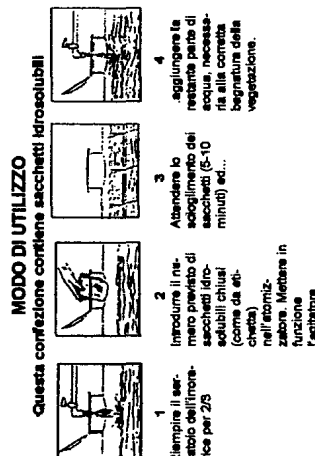 MODO DI UTILIZZO
Questa confezione contiene sacchetti idrosolubili
1
Riempire il ser-
batoio dell'irrora-
trice per 2/3
2
Introdurre il nu-
mero previsto di
sacchetti idro-
solubili chiusi
(come da eti-
chetta)
nell'atomiz-
zatore. Mettere in
funzione
l'agitatore
3
Attendere lo
scioglimento dei
sacchetti (5-10
minuti) ed...
4
...aggiungere la
restante parte di
acqua, necessa-
ria alla corretta
bagnatura della
vegetazione.